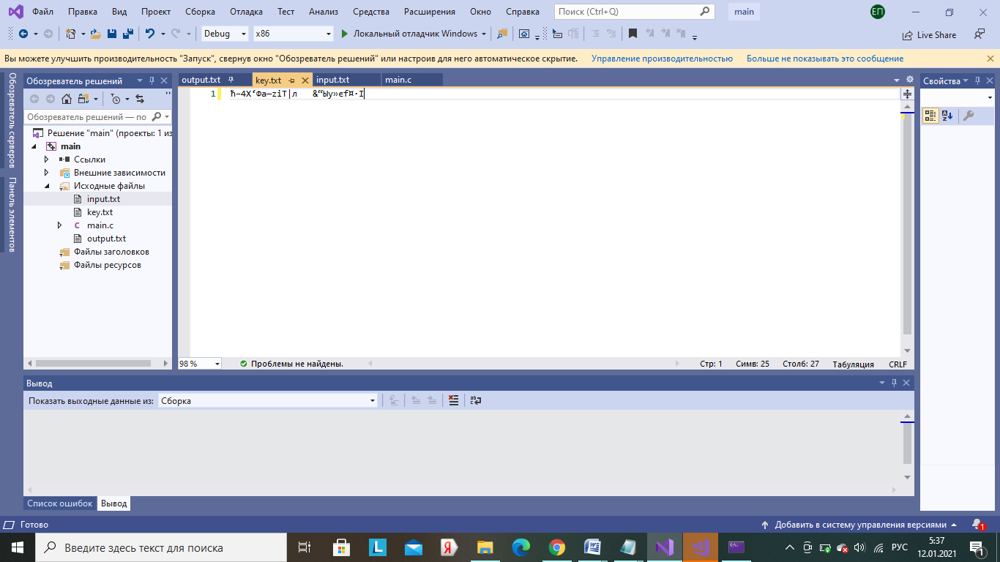 Файл Правка Вид Проект Сборка Отладка Тест Анализ Средства Расширения Окно Справка Поиск (Ctrl+Q) main ЕП
Debug x86 Локальный отладчик Windows Live Share
Вы можете улучшить производительность "Запуск", свернув окно "Обозреватель решений" или настроив для него автоматическое скрытие. Управление производительностью Больше не показывать это сообщение
Обозреватель серверов
Панель элементов
Обозреватель решений
Обозреватель решений — по
Решение "main" (проекты: 1 из
main
Ссылки
Внешние зависимости
Исходные файлы
input.txt
key.txt
main.c
output.txt
Файлы заголовков
Файлы ресурсов
output.txt key.txt input.txt main.c
1 ћ–4Х‘Фа—ziT|л &“Ыу»єf¤·I
98 % Проблемы не найдены. Стр: 1 Симв: 25 Столб: 27 Табуляция CRLF
Свойства
Вывод
Показать выходные данные из: Сборка
Список ошибок Вывод
Готово Добавить в систему управления версиями 1
Введите здесь текст для поиска
РУС
5:37
12.01.2021
1